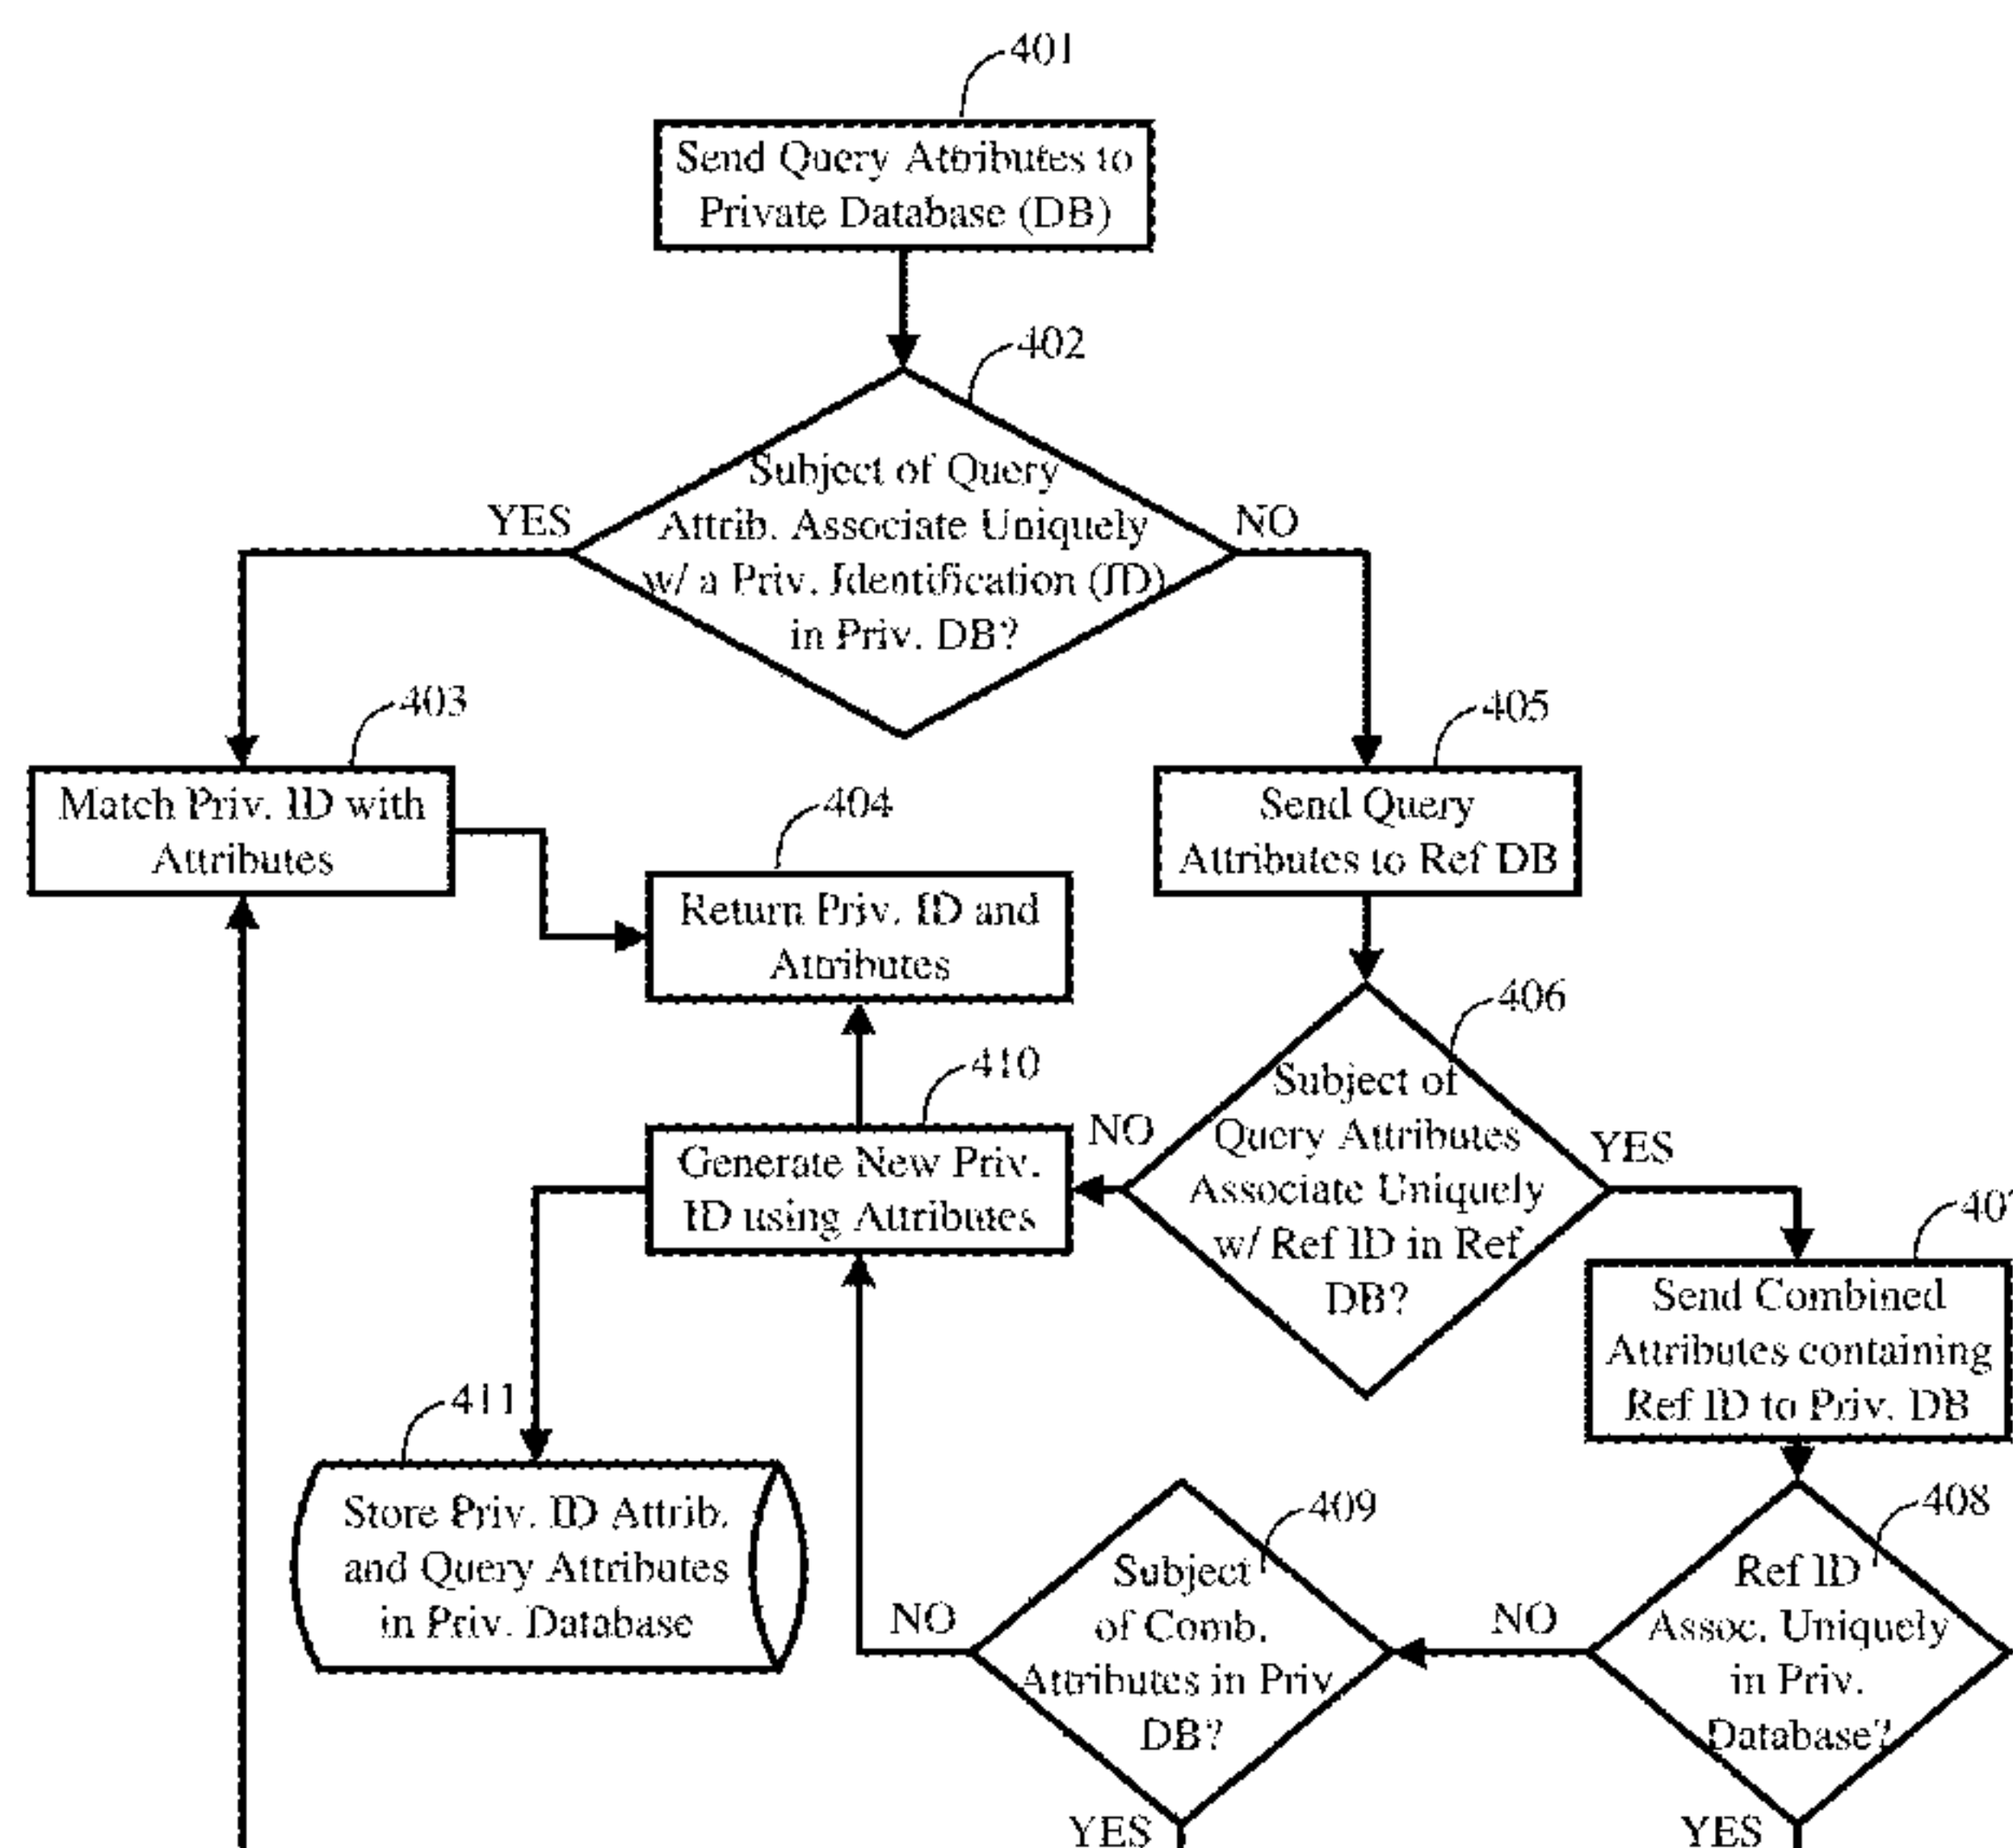 401
Send Query Attributes to
Private Database (DB)
402
Subject of Query
Attrib. Associate Uniquely
w/ a Priv. Identification (ID)
in Priv. DB?
YES
NO
403
Match Priv. ID with
Attributes
404
Return Priv. ID and
Attributes
405
Send Query
Attributes to Ref DB
406
Subject of
Query Attributes
Associate Uniquely
w/ Ref ID in Ref
DB?
NO
YES
410
Generate New Priv.
ID using Attributes
Send Combined
Attributes containing
Ref ID to Priv. DB
411
Store Priv. ID Attrib.
and Query Attributes
in Priv. Database
409
Subject
of Comb.
Attributes in Priv
DB?
NO
YES
408
Ref ID
Assoc. Uniquely
in Priv.
Database?
NO
YES